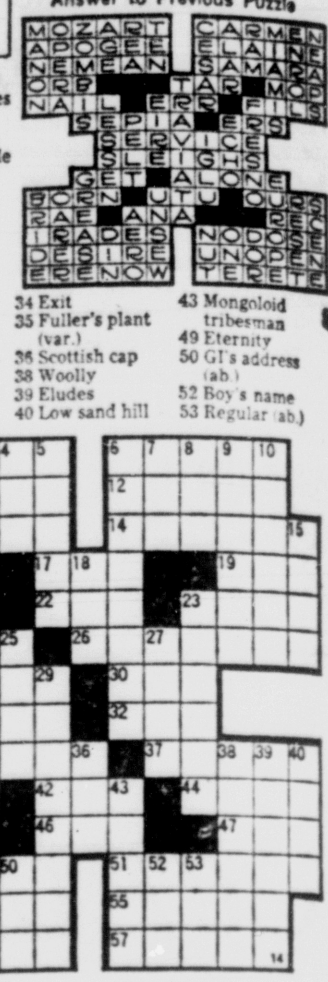 Answer to Previous Puzzle
MOZART CARMEN
APOGEE ELAINE
NEMEAN SAMARA
ORB TAR MOP
NAIL ERR FILS
SEPIA ERS
SERVICE
SLEIGHS
GET ALONE
BORN UTU
RAE ANA
IRADES NODOSE
DESIRE UNOPEN
ERENOW TERETE
34 Exit
35 Fuller's plant
(var.)
36 Scottish cap
38 Woolly
39 Eludes
40 Low sand hill
43 Mongoloid
tribesman
49 Eternity
50 GI's address
(ab.)
52 Boy's name
53 Regular (ab.)
4 5 6 7 8 9 10
12
14 15
17 18 19
22 23
25 26 27
29 30
32
36 37 38 39 40
42 43 44
46 47
50 51 52 53
55
57
14